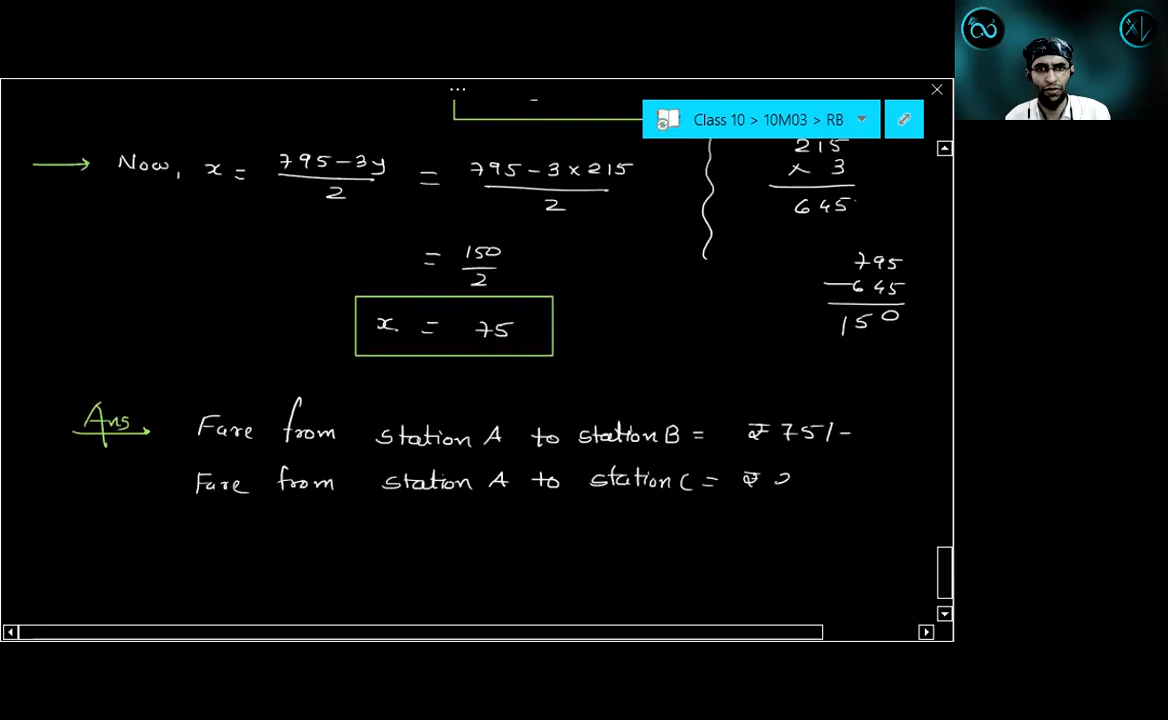 Class 10 > 10M03 > RB
Now, x = 795-3y / 2 = 795-3×215 / 2
= 150 / 2
x = 75
215
× 3
645
795
-645
150
Ans Fare from station A to station B = ₹ 75/-
Fare from station A to station C = ₹ 2